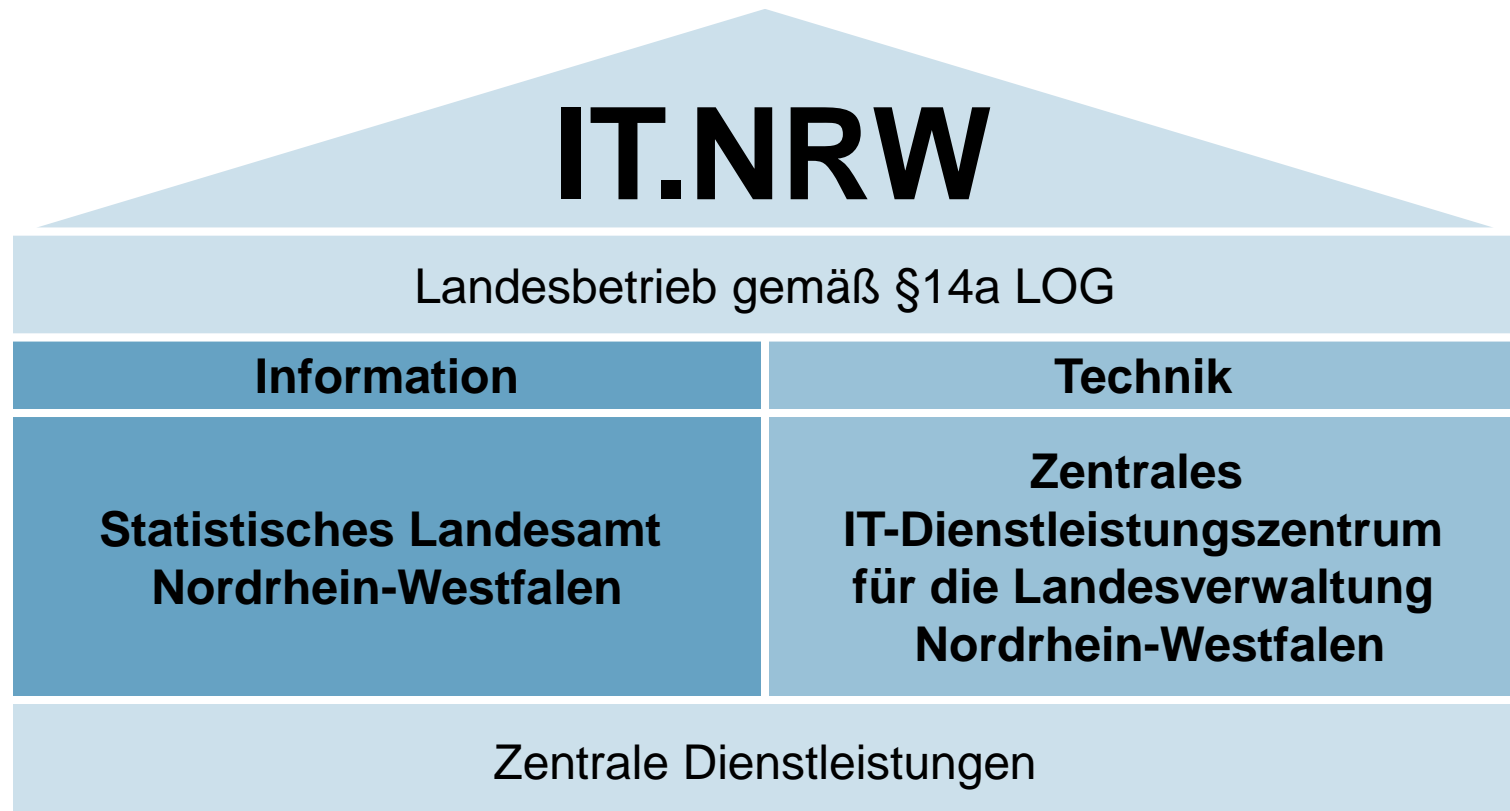 IT.NRW
Landesbetrieb gemäß §14a LOG
Information
Technik
Statistisches Landesamt
Nordrhein-Westfalen
Zentrales
IT-Dienstleistungszentrum
für die Landesverwaltung
Nordrhein-Westfalen
Zentrale Dienstleistungen